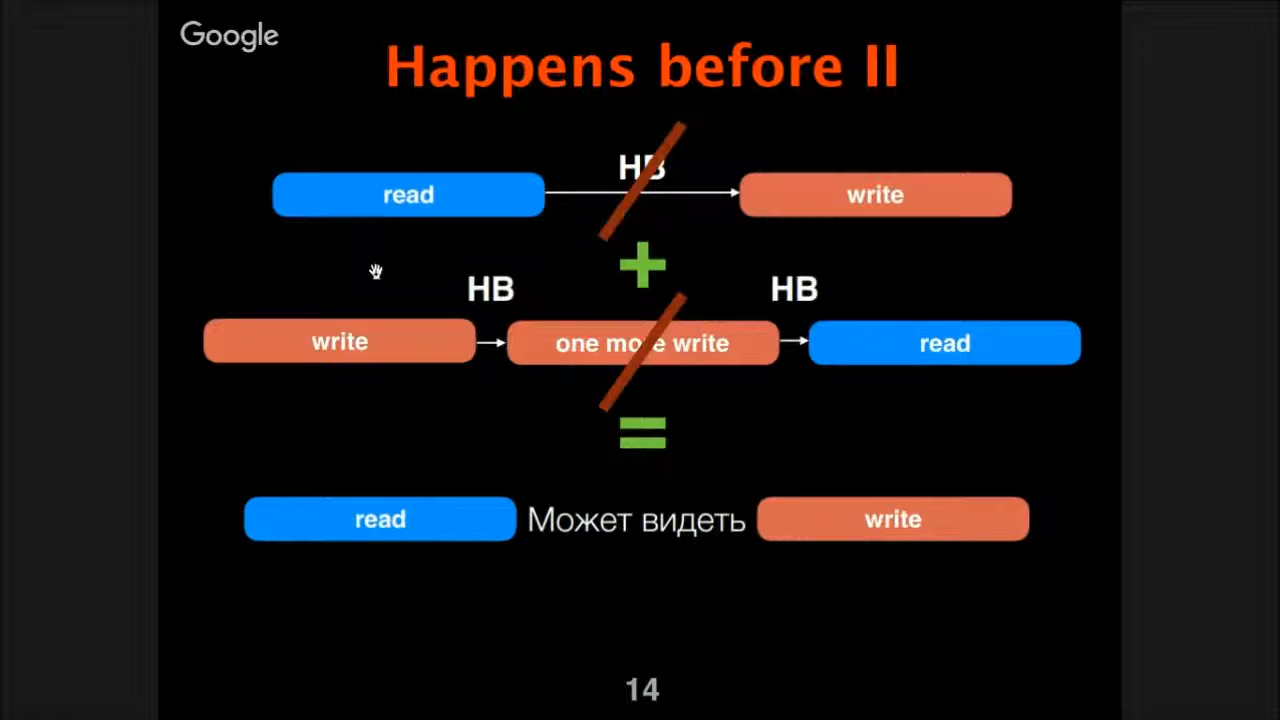 Google
Happens before II
HB
read
write
+
HB
HB
write
one more write
read
=
read Может видеть write
14